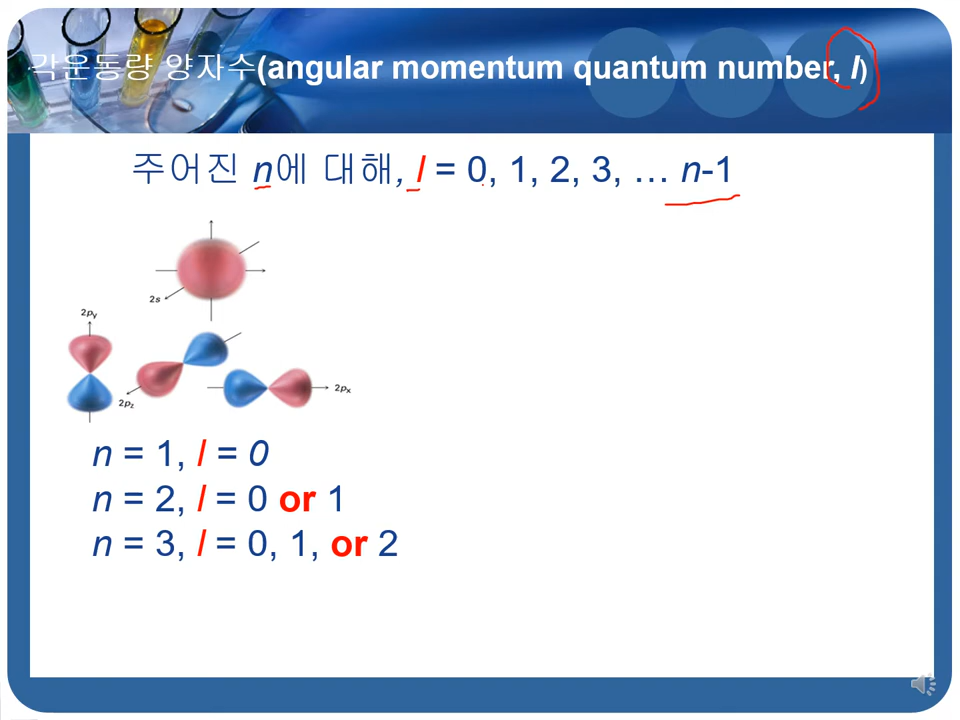 각운동량 양자수(angular momentum quantum number, l)
주어진 n에 대해, l = 0, 1, 2, 3, … n-1
2s
2py
2pz
2px
n = 1, l = 0
n = 2, l = 0 or 1
n = 3, l = 0, 1, or 2